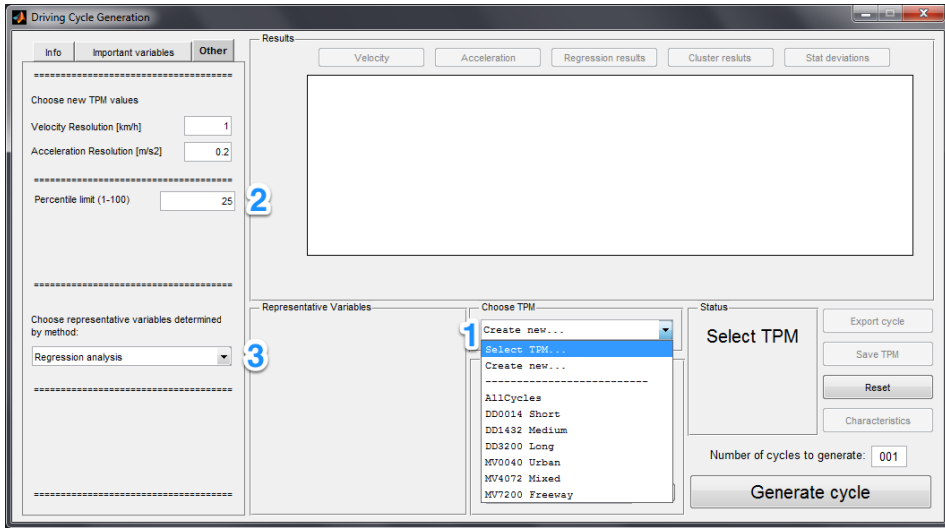 Driving Cycle Generation
Info
Important variables
Other
=====================================
Choose new TPM values
Velocity Resolution [km/h]
1
Acceleration Resolution [m/s2]
0.2
=====================================
Percentile limit (1-100)
25
2
=====================================
Choose representative variables determined
by method:
Regression analysis
3
=====================================
=====================================
Results
Velocity
Acceleration
Regression results
Cluster resluts
Stat deviations
Representative Variables
Choose TPM
1
Create new...
Select TPM...
Create new...
--------------------------
AllCycles
DD0014 Short
DD1432 Medium
DD3200 Long
MV0040 Urban
MV4072 Mixed
MV7200 Freeway
Status
Select TPM
Export cycle
Save TPM
Reset
Characteristics
Number of cycles to generate:
001
Generate cycle